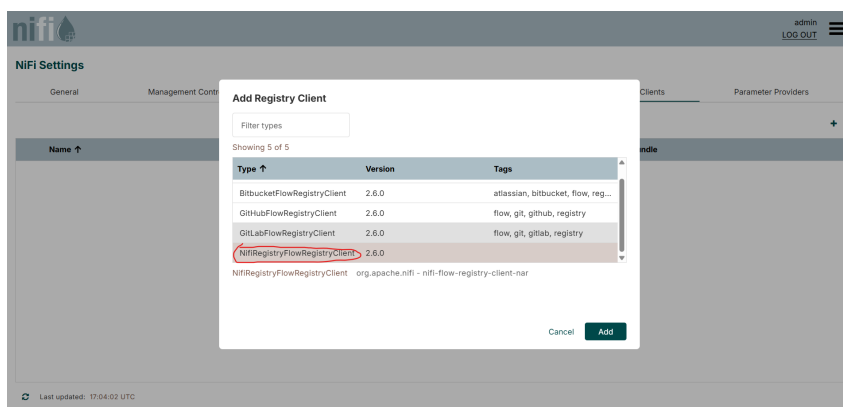 nifi
admin
LOG OUT
NiFi Settings
General
Management Contr
Clients
Parameter Providers
+
Name ↑
ndle
Add Registry Client
Filter types
Showing 5 of 5
Type ↑ Version Tags
BitbucketFlowRegistryClient 2.6.0 atlassian, bitbucket, flow, reg...
GitHubFlowRegistryClient 2.6.0 flow, git, github, registry
GitLabFlowRegistryClient 2.6.0 flow, git, gitlab, registry
NifiRegistryFlowRegistryClient 2.6.0
NifiRegistryFlowRegistryClient org.apache.nifi - nifi-flow-registry-client-nar
Cancel Add
Last updated: 17:04:02 UTC